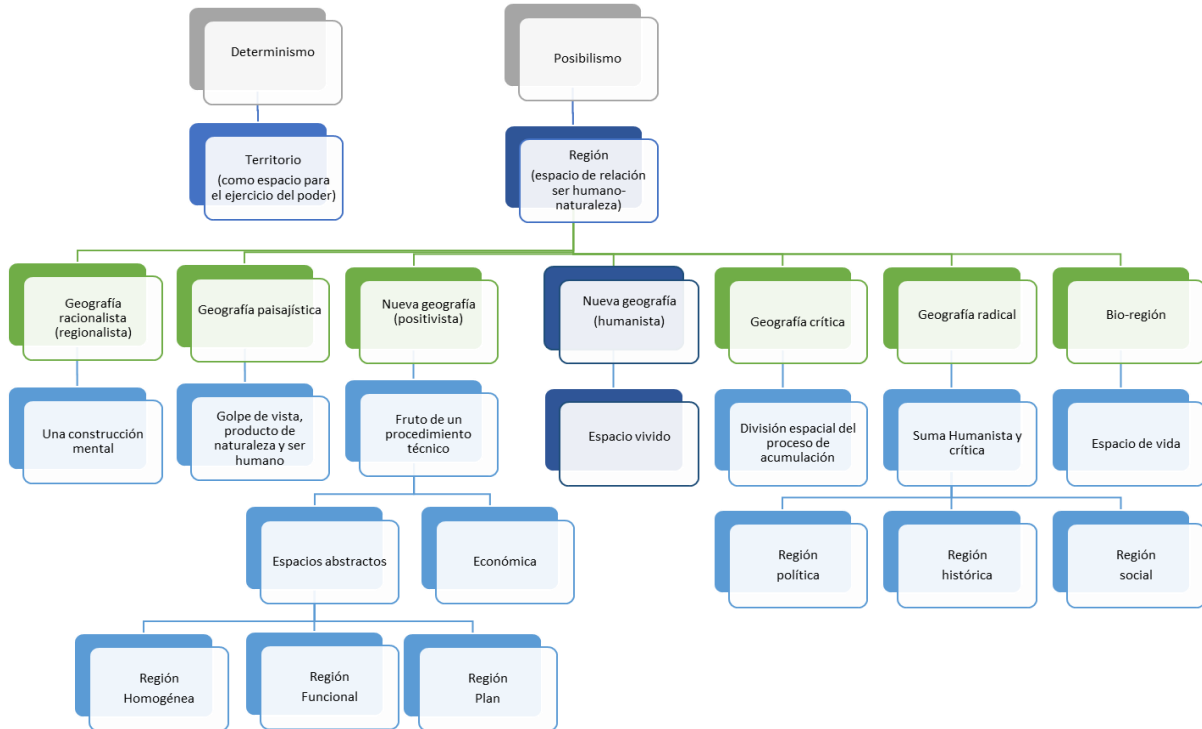 Determinismo
Posibilismo
Territorio
(como espacio para
el ejercicio del poder)
Región
(espacio de relación
ser humano-
naturaleza)
Geografía
racionalista
(regionalista)
Geografía paisajística
Nueva geografía
(positivista)
Nueva geografía
(humanista)
Geografía crítica
Geografía radical
Bio-región
Una construcción
mental
Golpe de vista,
producto de
naturaleza y ser
humano
Fruto de un
procedimiento
técnico
Espacio vivido
División espacial del
proceso de
acumulación
Suma Humanista y
crítica
Espacio de vida
Espacios abstractos
Económica
Región
política
Región
histórica
Región
social
Región
Homogénea
Región
Funcional
Región
Plan